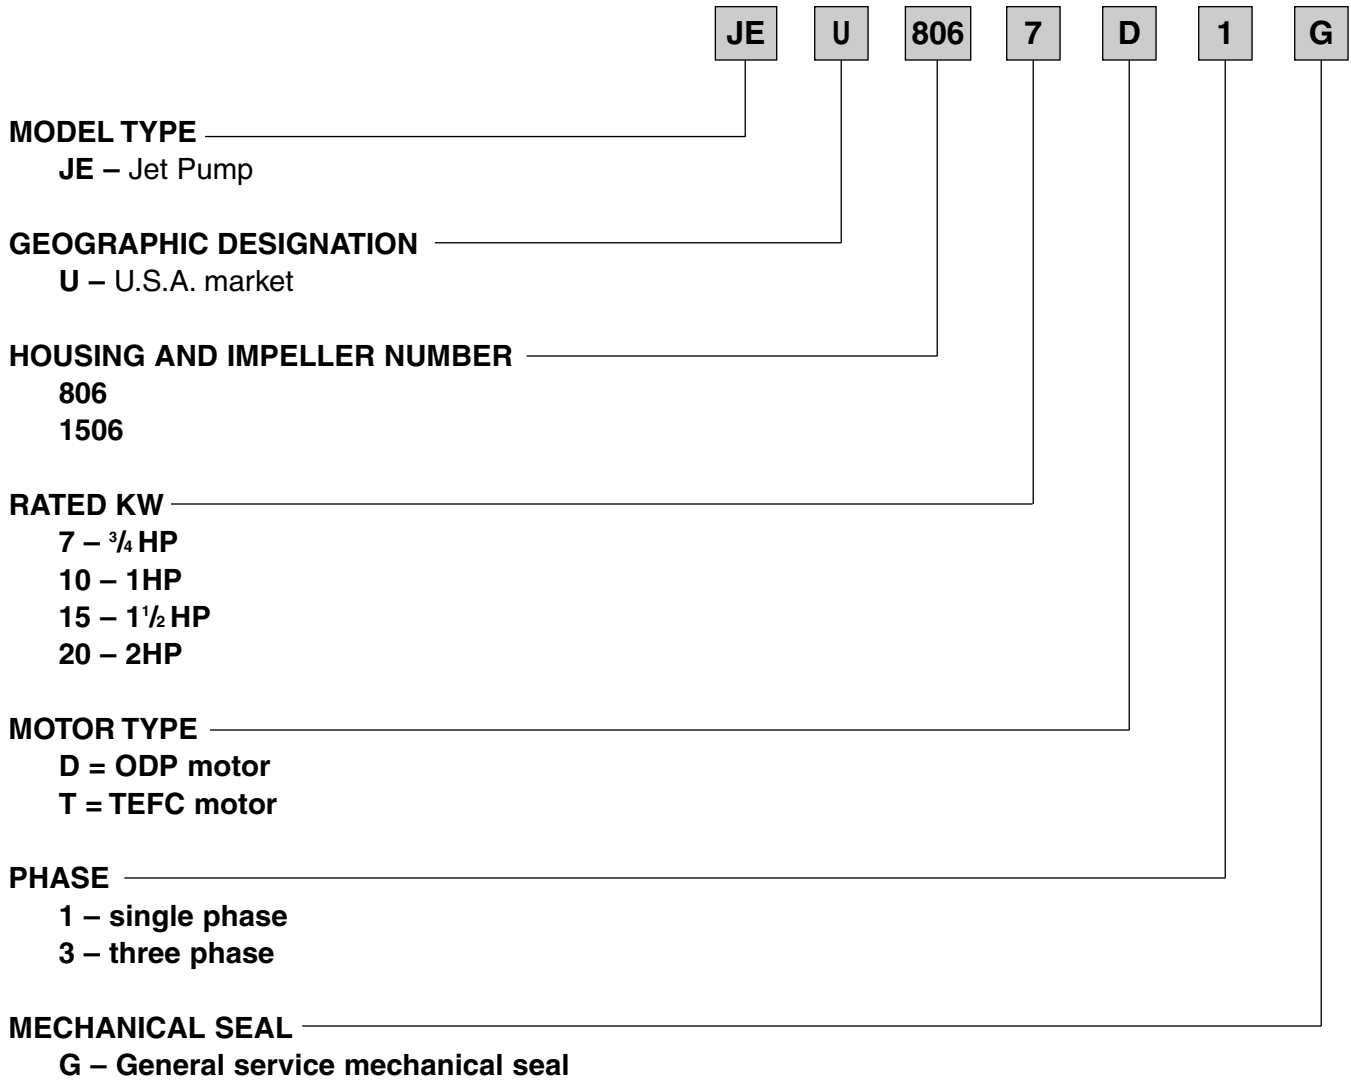 JE U 806 7 D 1 G
MODEL TYPE
JE – Jet Pump
GEOGRAPHIC DESIGNATION
U – U.S.A. market
HOUSING AND IMPELLER NUMBER
806
1506
RATED KW
7 – 3/4 HP
10 – 1HP
15 – 11/2 HP
20 – 2HP
MOTOR TYPE
D = ODP motor
T = TEFC motor
PHASE
1 – single phase
3 – three phase
MECHANICAL SEAL
G – General service mechanical seal